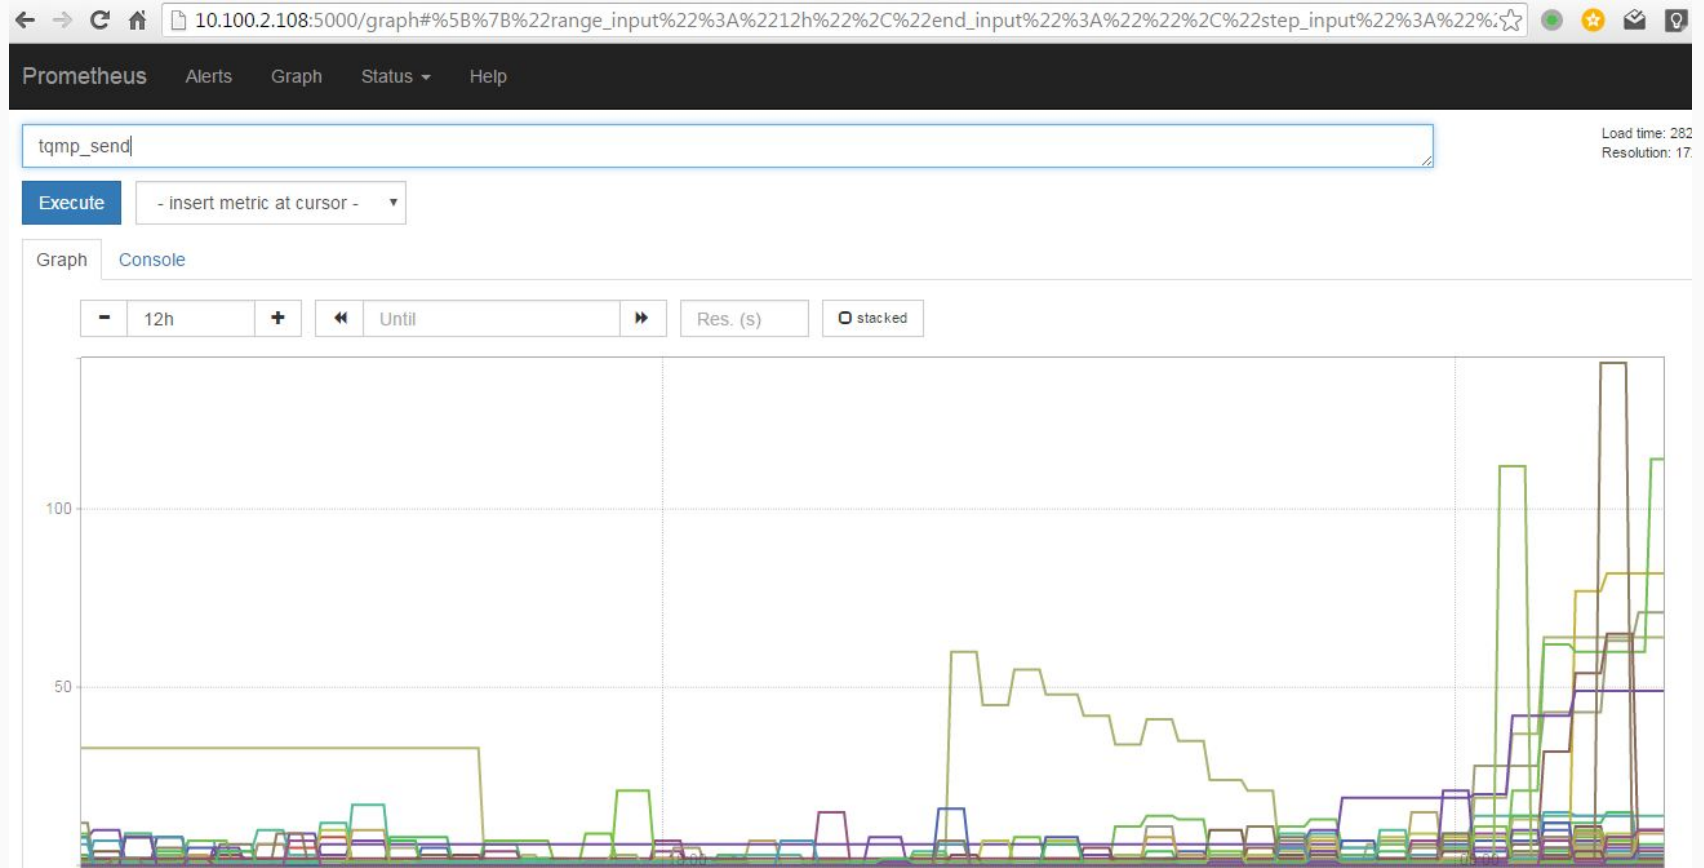 10.100.2.108:5000/graph#%5B%7B%22range_input%22%3A%2212h%22%2C%22end_input%22%3A%22%22%2C%22step_input%22%3A%22%
Prometheus Alerts Graph Status Help
tqmp_send
Load time: 282
Resolution: 17
Execute - insert metric at cursor -
Graph Console
- 12h + Until Res. (s) stacked
100
50
18:00